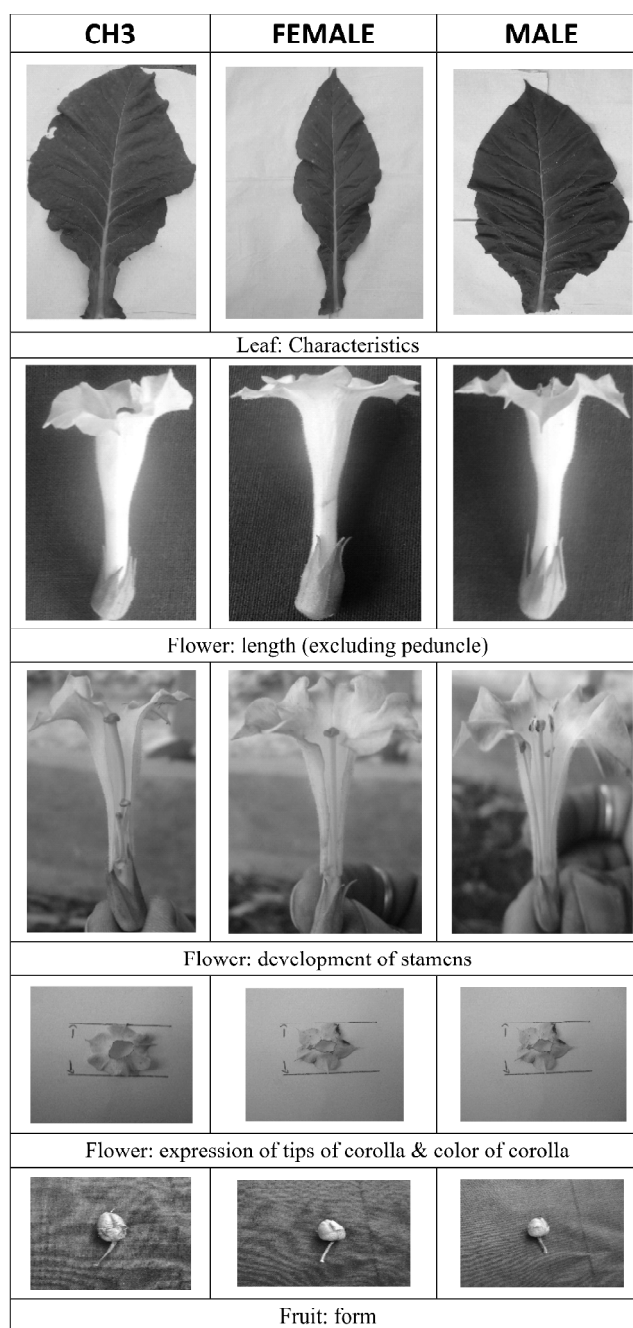 CH3 FEMALE MALE
Leaf: Characteristics
Flower: length (excluding peduncle)
Flower: development of stamens
Flower: expression of tips of corolla & color of corolla
Fruit: form